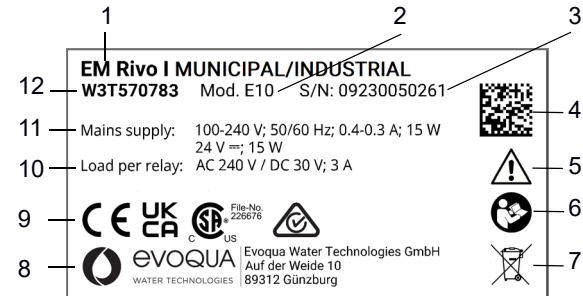 1
2
3
EM Rivo I MUNICIPAL/INDUSTRIAL
12
W3T570783 Mod. E10 S/N: 09230050261
4
11
Mains supply: 100-240 V; 50/60 Hz; 0.4-0.3 A; 15 W
24 V ⎓; 15 W
5
10
Load per relay: AC 240 V / DC 30 V; 3 A
6
9
CE UK CA C SA® C US File-No. 226676
8
evoqua
WATER TECHNOLOGIES
Evoqua Water Technologies GmbH
Auf der Weide 10
89312 Günzburg
7